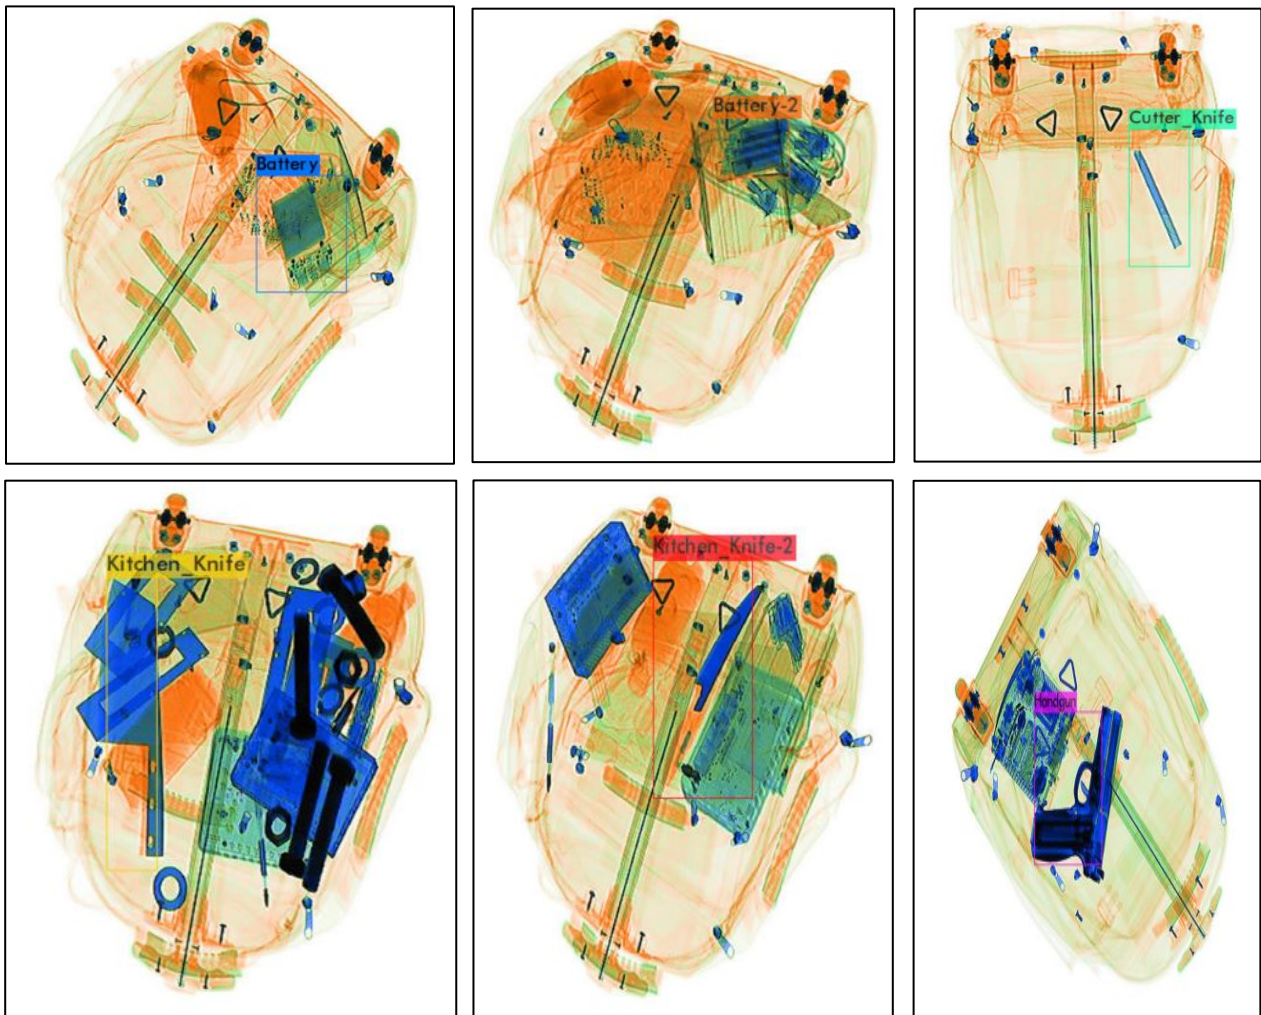 Battery
Battery-2
Cutter_Knife
Kitchen_Knife
Kitchen_Knife-2
Handgun